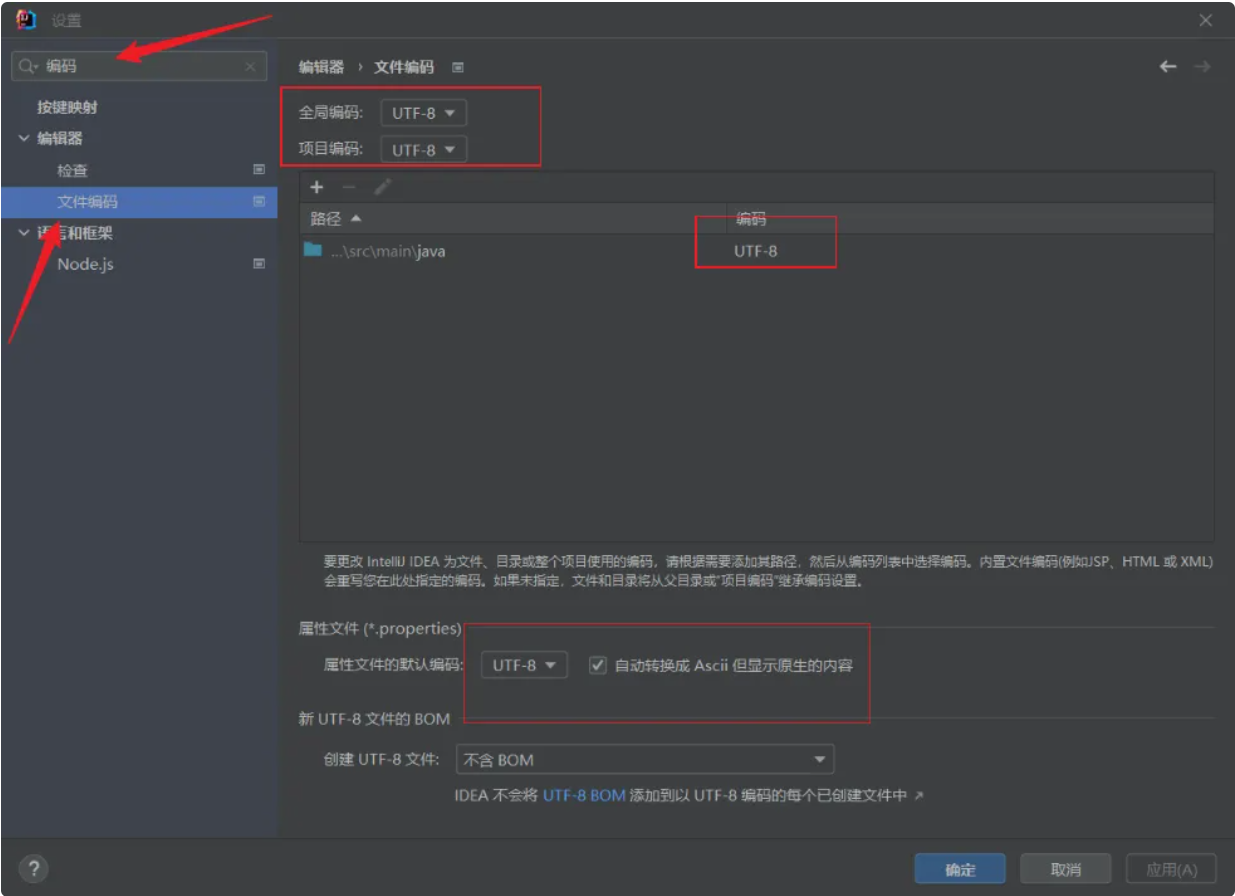 设置
编码
按键映射
编辑器
检查
文件编码
语言和框架
Node.js
编辑器 › 文件编码
全局编码: UTF-8
项目编码: UTF-8
路径 编码
...\src\main\java UTF-8
要更改 IntelliJ IDEA 为文件、目录或整个项目使用的编码，请根据需要添加其路径，然后从编码列表中选择编码。内置文件编码(例如JSP、HTML 或 XML)
会重写您在此处指定的编码。如果未指定，文件和目录将从父目录或"项目编码"继承编码设置。
属性文件 (*.properties)
属性文件的默认编码: UTF-8 自动转换成 Ascii 但显示原生的内容
新 UTF-8 文件的 BOM
创建 UTF-8 文件: 不含 BOM
IDEA 不会将 UTF-8 BOM 添加到以 UTF-8 编码的每个已创建文件中 ↗
?
确定 取消 应用(A)